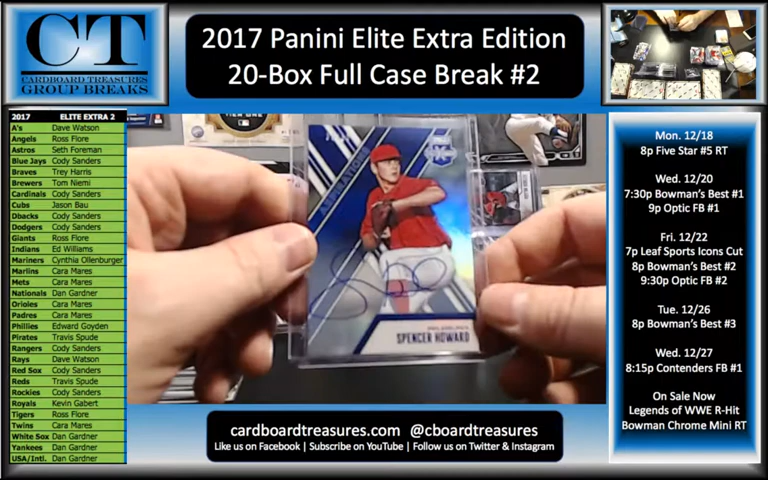 CT
CARDBOARD TREASURES
GROUP BREAKS
2017 Panini Elite Extra Edition
20-Box Full Case Break #2
2017 ELITE EXTRA 2
A's Dave Watson
Angels Ross Flore
Astros Seth Foreman
Blue Jays Cody Sanders
Braves Trey Harris
Brewers Tom Niemi
Cardinals Cody Sanders
Cubs Jason Bau
Dbacks Cody Sanders
Dodgers Cody Sanders
Giants Ross Flore
Indians Ed Williams
Mariners Cynthia Ollenburger
Marlins Cara Mares
Mets Cara Mares
Nationals Dan Gardner
Orioles Cara Mares
Padres Cara Mares
Phillies Edward Goyden
Pirates Travis Spude
Rangers Cody Sanders
Rays Dave Watson
Red Sox Cody Sanders
Reds Travis Spude
Rockies Cody Sanders
Royals Kevin Gabert
Tigers Ross Flore
Twins Cara Mares
White Sox Dan Gardner
Yankees Dan Gardner
USA/Intl. Dan Gardner
ASPIRATIONS
PHILADELPHIA
SPENCER HOWARD
Mon. 12/18
8p Five Star #5 RT
Wed. 12/20
7:30p Bowman's Best #1
9p Optic FB #1
Fri. 12/22
7p Leaf Sports Icons Cut
8p Bowman's Best #2
9:30p Optic FB #2
Tue. 12/26
8p Bowman's Best #3
Wed. 12/27
8:15p Contenders FB #1
On Sale Now
Legends of WWE R-Hit
Bowman Chrome Mini RT
cardboardtreasures.com @cboardtreasures
Like us on Facebook | Subscribe on YouTube | Follow us on Twitter & Instagram